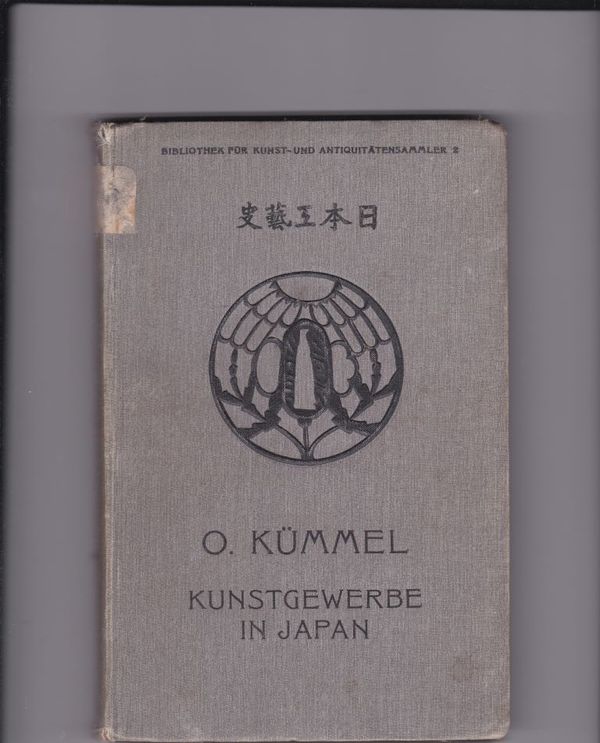 BIBLIOTHEK FÜR KUNST- UND ANTIQUITÄTENSAMMLER 2
史藝工本日
O. KÜMMEL
KUNSTGEWERBE
IN JAPAN